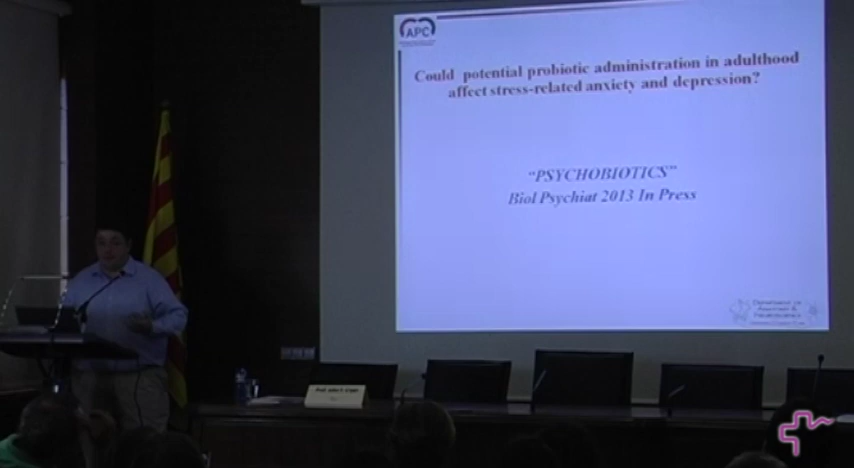 APC
Could potential probiotic administration in adulthood
affect stress-related anxiety and depression?
"PSYCHOBIOTICS"
Biol Psychiat 2013 In Press